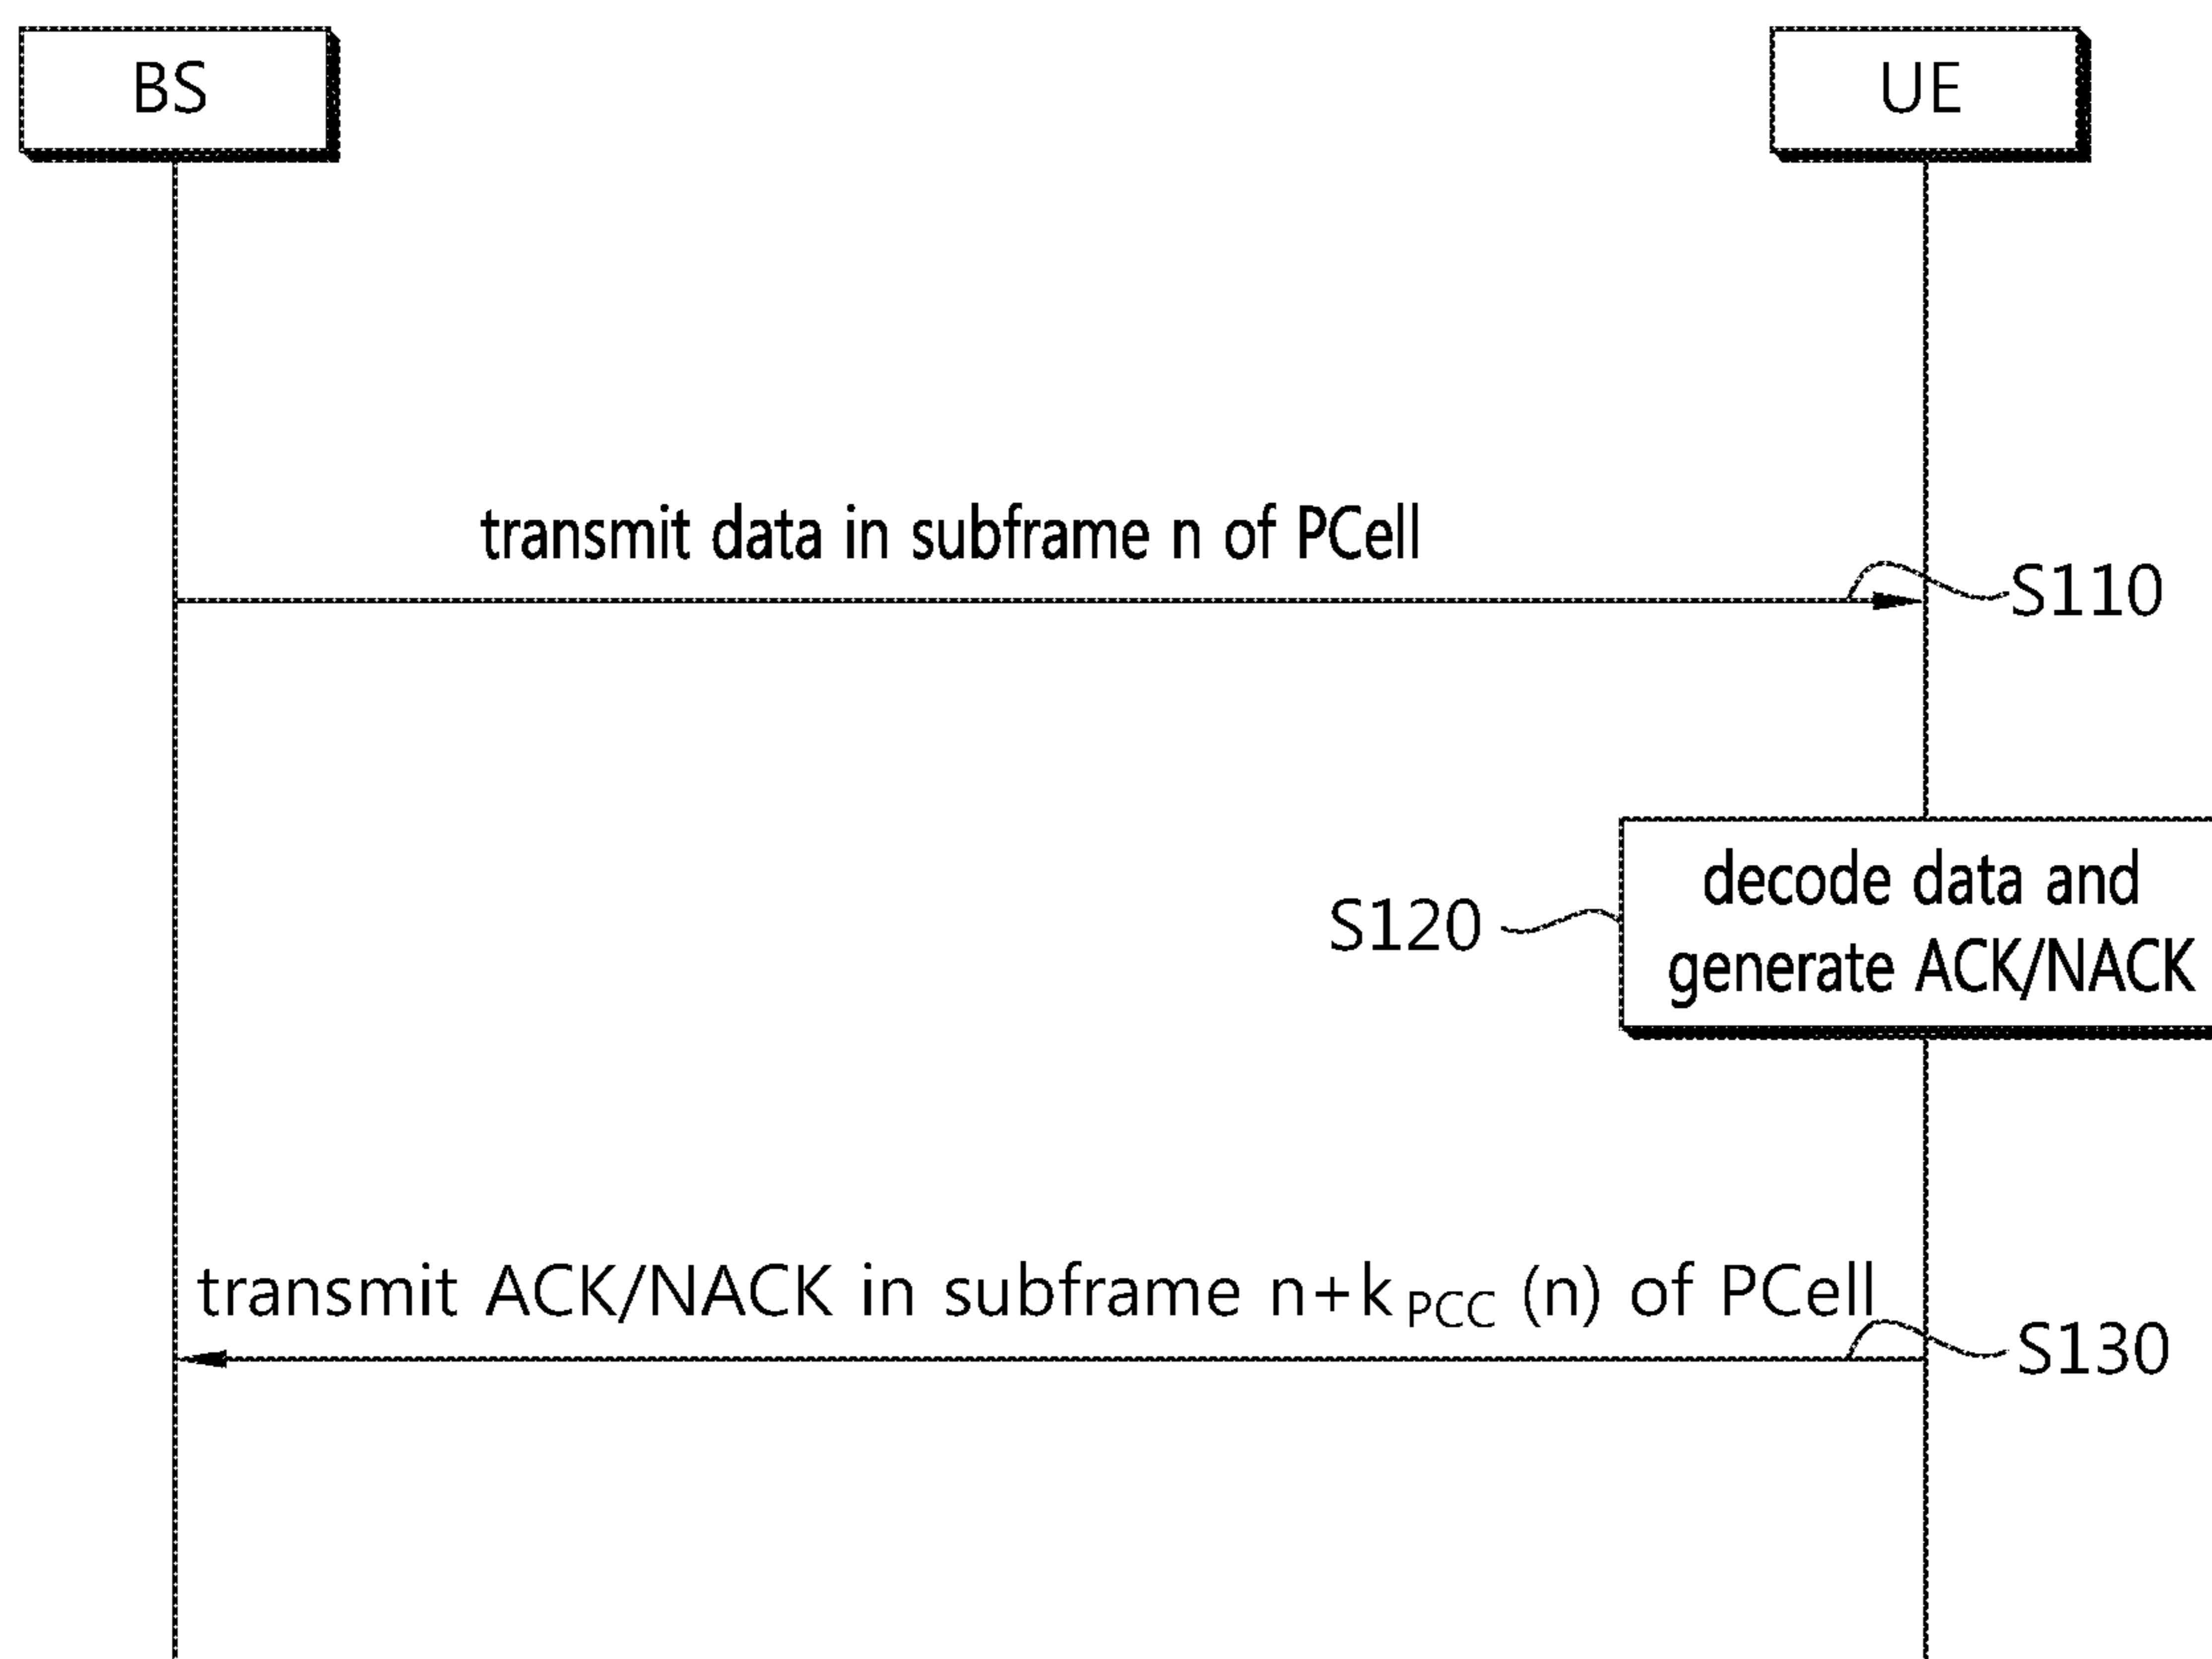 BS
UE
transmit data in subframe n of PCell
S110
decode data and
S120
generate ACK/NACK
transmit ACK/NACK in subframe n+k PCC (n) of PCell
S130